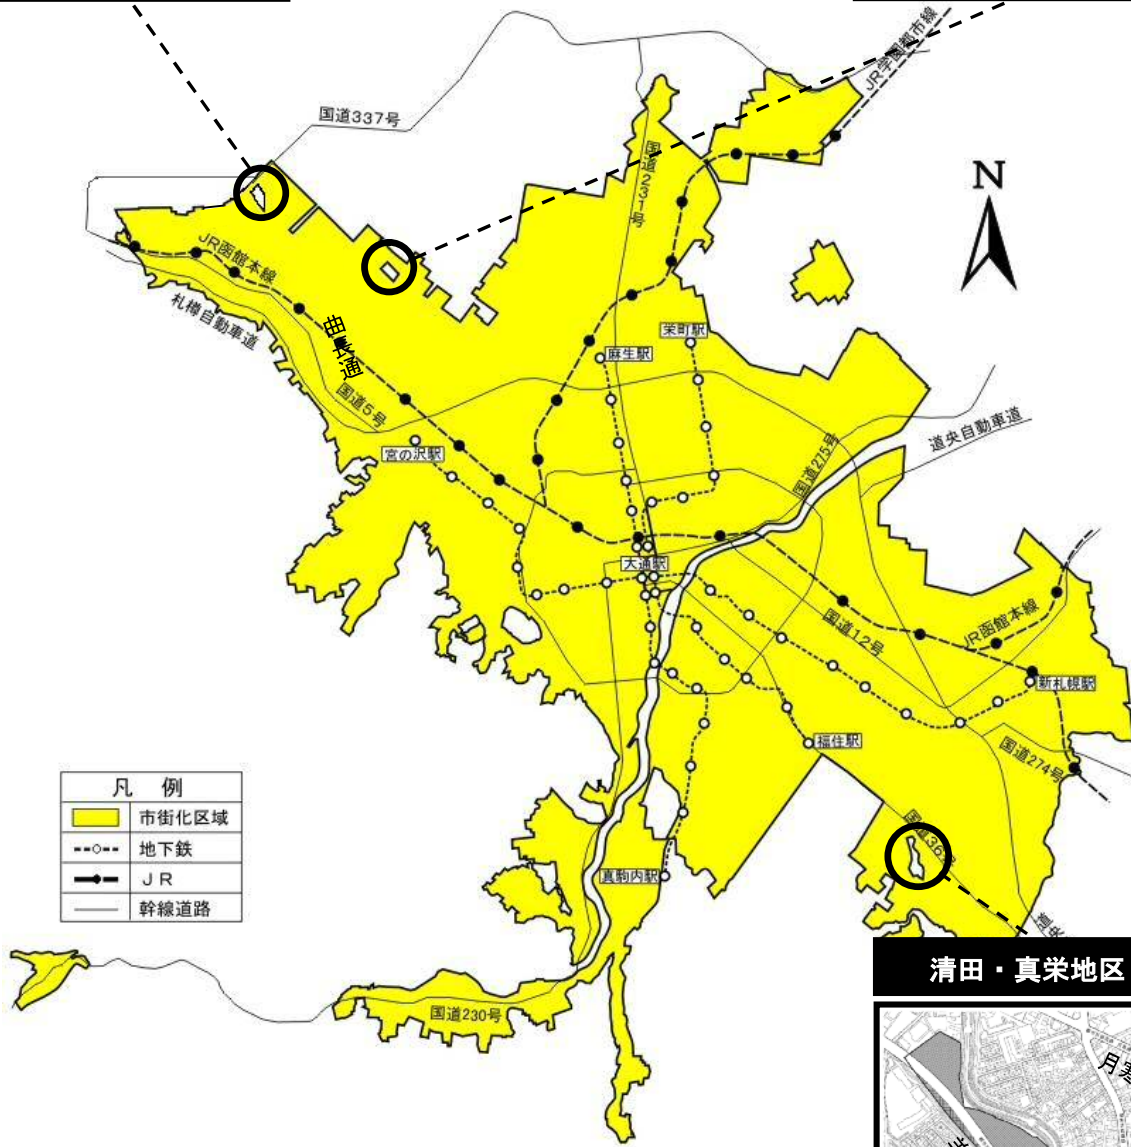 JR学園都市線
国道337号
国道231号
N
JR函館本線
札樽自動車道
曲長通
栄町駅
麻生駅
国道5号
宮の沢駅
国道275号
道央自動車道
大通駅
国道12号
JR函館本線
新札幌駅
福住駅
国道274号
凡 例
市街化区域
地下鉄
JR
幹線道路
真駒内駅
国道36号
道央
清田・真栄地区
国道230号
月寒